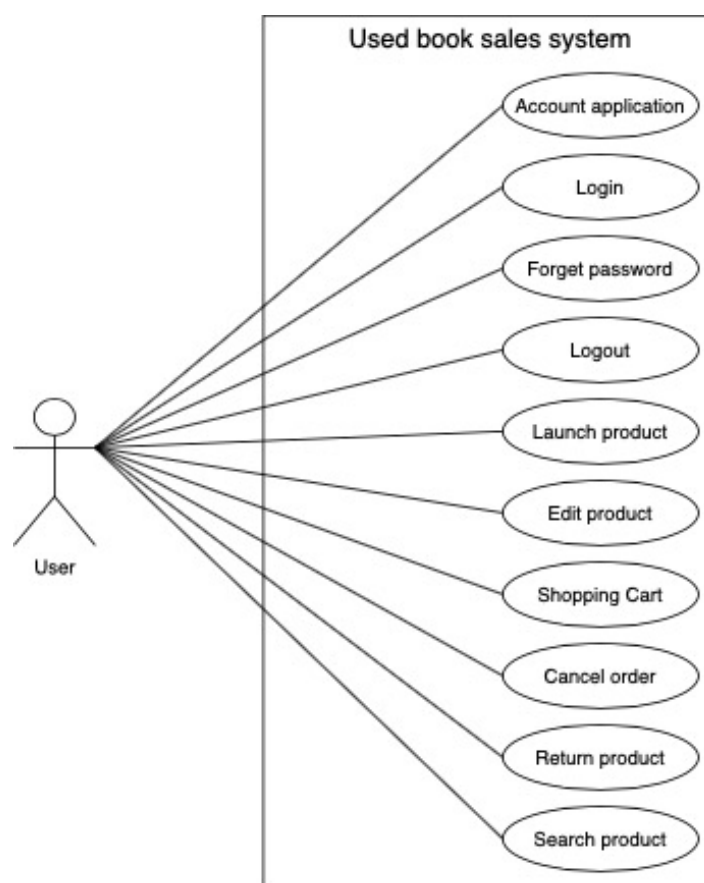 Used book sales system
Account application
Login
Forget password
Logout
Launch product
Edit product
User
Shopping Cart
Cancel order
Return product
Search product